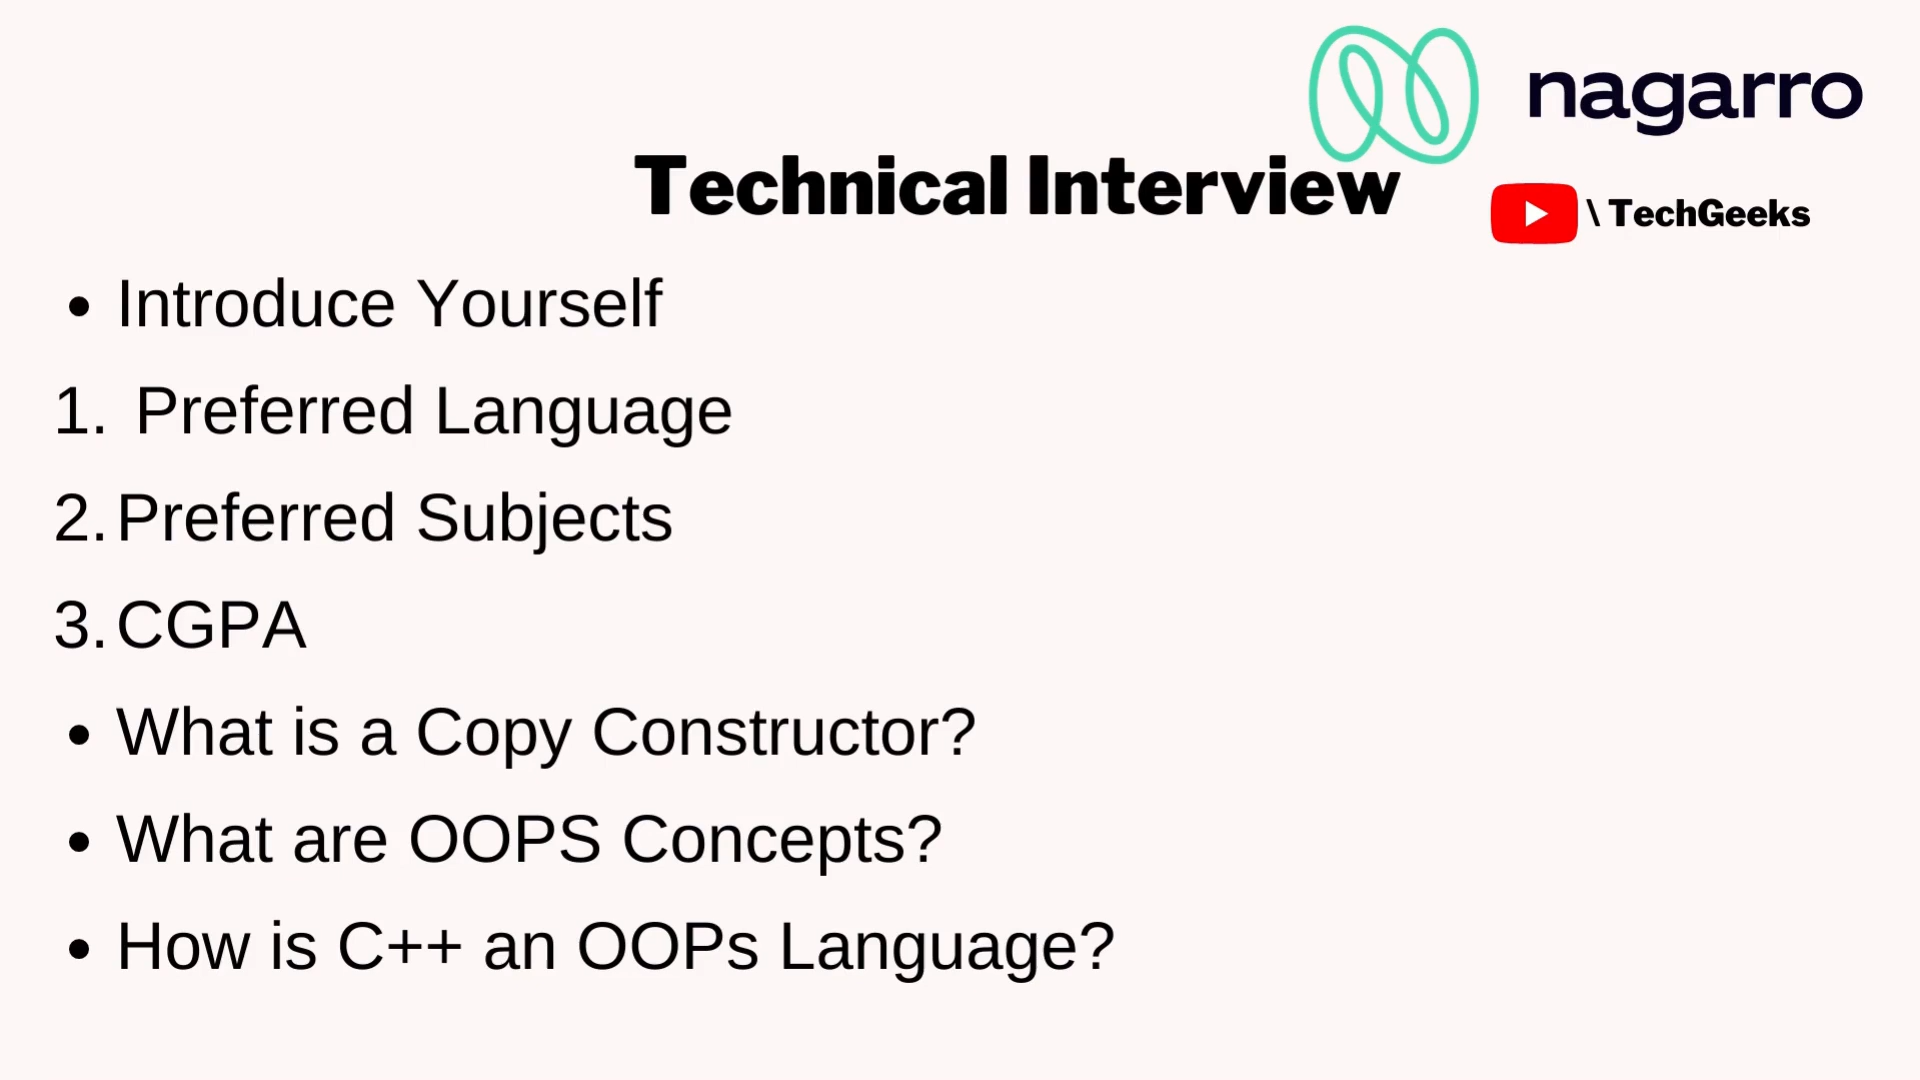 nagarro
Technical Interview
\ TechGeeks
• Introduce Yourself
1. Preferred Language
2. Preferred Subjects
3. CGPA
• What is a Copy Constructor?
• What are OOPS Concepts?
• How is C++ an OOPs Language?